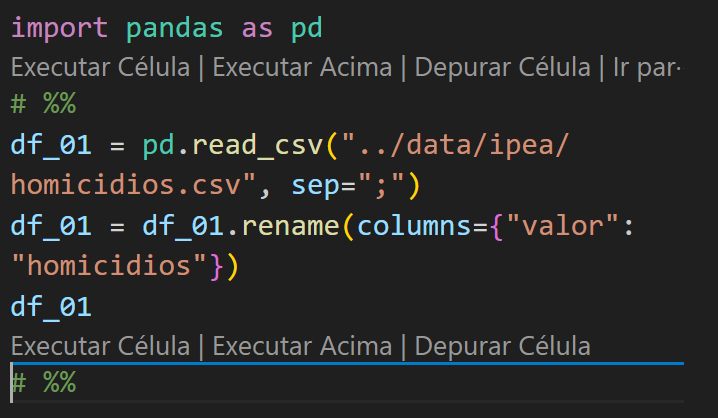 import pandas as pd
Executar Célula | Executar Acima | Depurar Célula | Ir par
# %%
df_01 = pd.read_csv("../data/ipea/
homicidios.csv", sep=";")
df_01 = df_01.rename(columns={"valor":
"homicidios"})
df_01
Executar Célula | Executar Acima | Depurar Célula
# %%